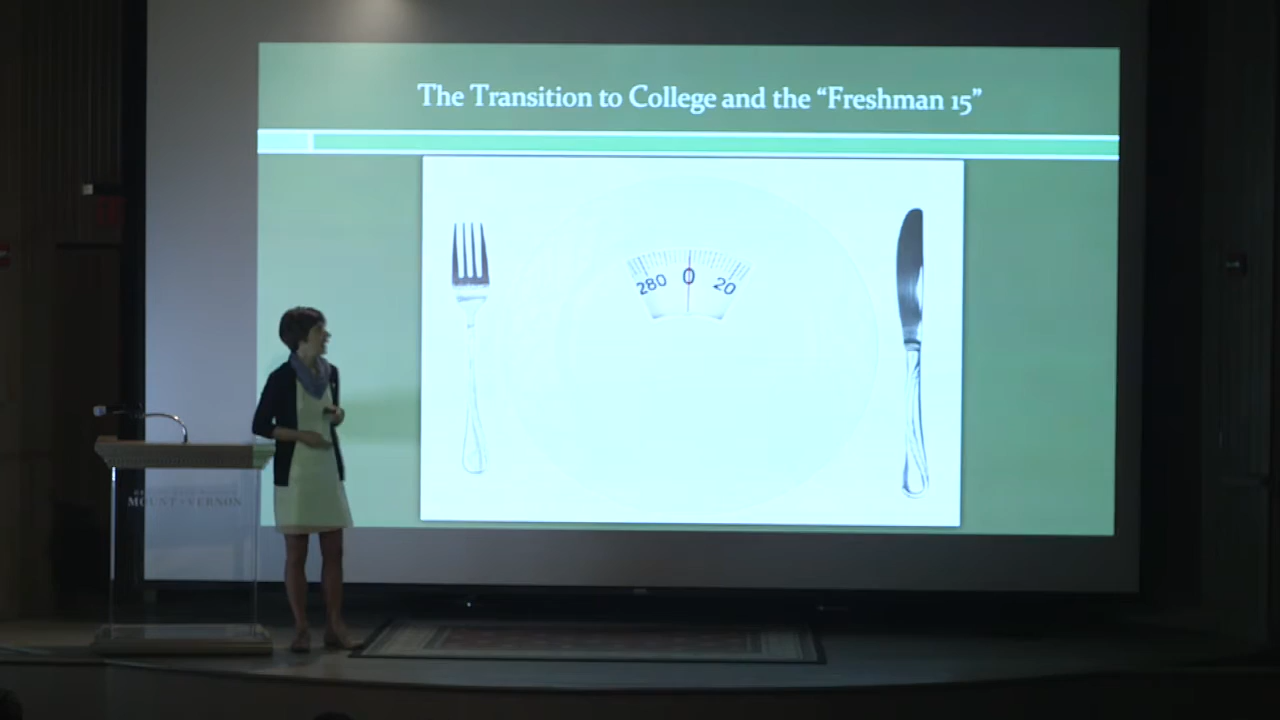 The Transition to College and the “Freshman 15”
280 0 20
MOUNT VERNON